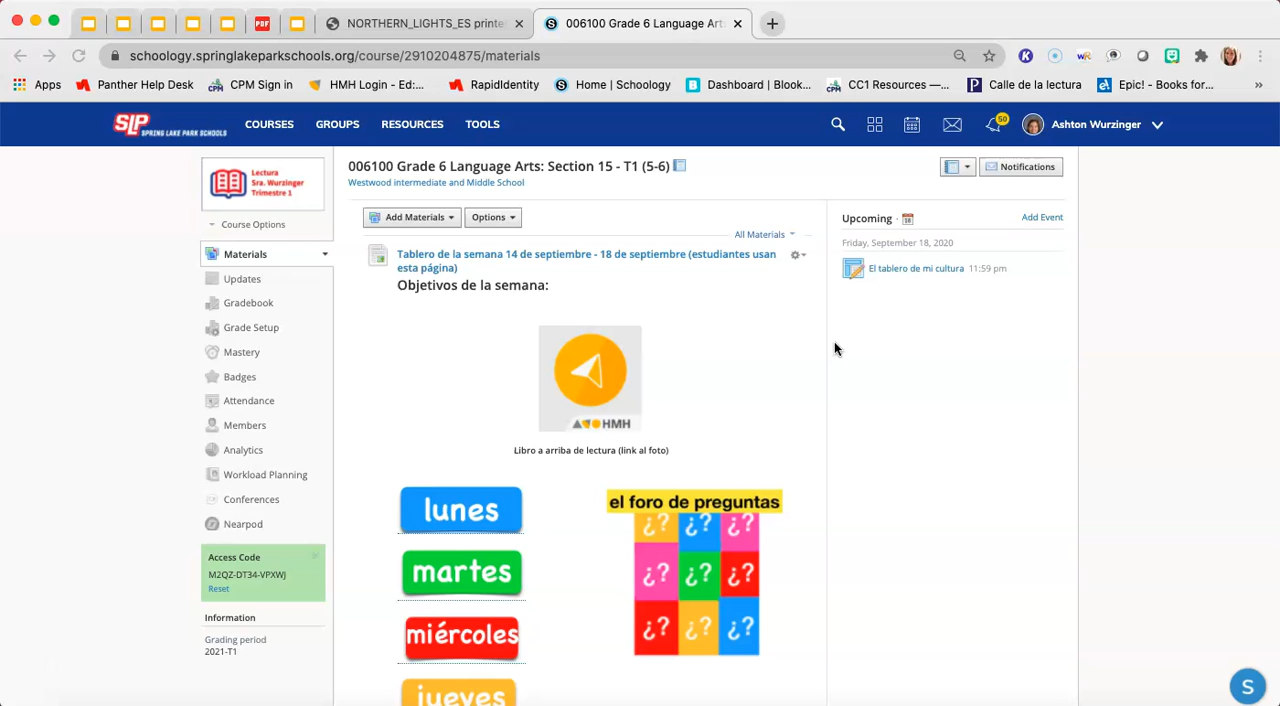 PDF
NORTHERN_LIGHTS_ES printe
006100 Grade 6 Language Arts
schoology.springlakeparkschools.org/course/2910204875/materials
Apps
Panther Help Desk
CPM CPM Sign in
HMH Login - Ed:...
RapidIdentity
Home | Schoology
Dashboard | Blook...
CPM CC1 Resources —...
Calle de la lectura
Epic! - Books for...
»
SLP
SPRING LAKE PARK SCHOOLS
COURSES GROUPS RESOURCES TOOLS
50
Ashton Wurzinger
Lectura
Sra. Wurzinger
Trimestre 1
Course Options
Materials
Updates
Gradebook
Grade Setup
Mastery
Badges
Attendance
Members
Analytics
Workload Planning
Conferences
Nearpod
Access Code
M2QZ-DT34-VPXWJ
Reset
Information
Grading period
2021-T1
006100 Grade 6 Language Arts: Section 15 - T1 (5-6)
Westwood intermediate and Middle School
Notifications
Add Materials
Options
All Materials
Tablero de la semana 14 de septiembre - 18 de septiembre (estudiantes usan
esta página)
Objetivos de la semana:
HMH
Libro a arriba de lectura (link al foto)
lunes
martes
miércoles
jueves
el foro de preguntas
¿? ¿? ¿?
¿? ¿? ¿?
¿? ¿? ¿?
Upcoming
Add Event
Friday, September 18, 2020
El tablero de mi cultura 11:59 pm
S